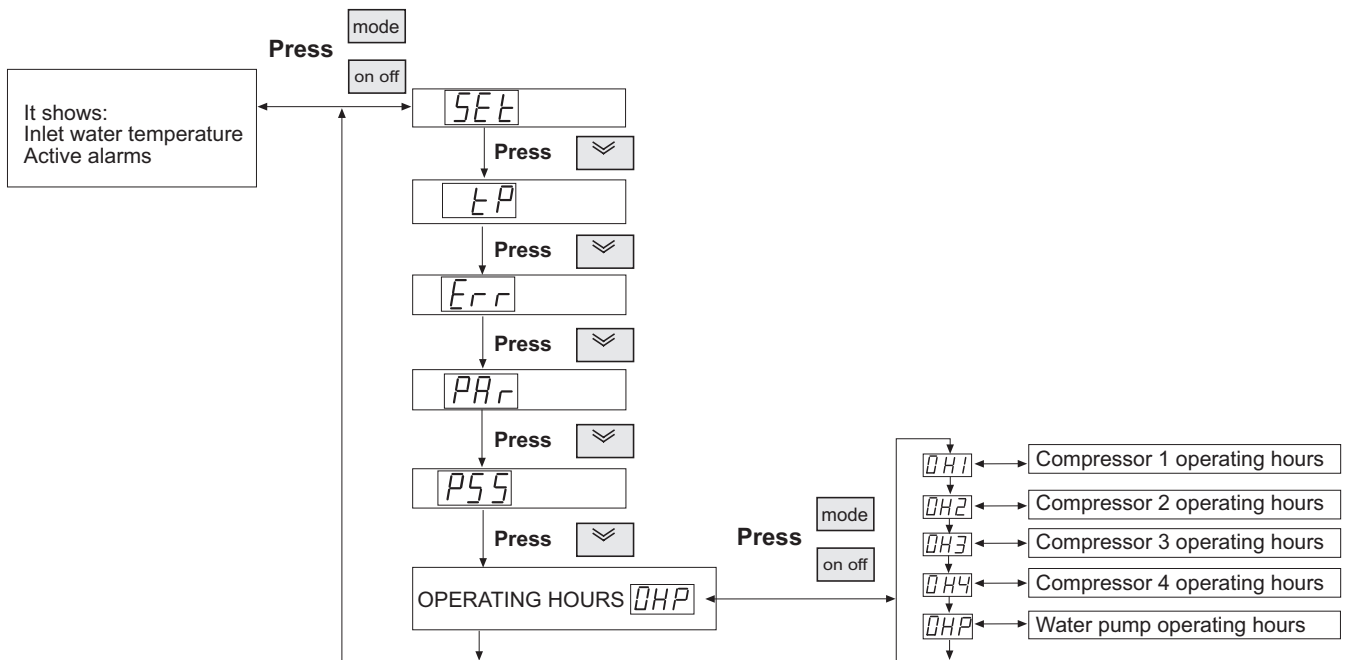 mode
Press
on off
It shows:
Inlet water temperature
Active alarms
SEt
Press
tP
Press
Err
Press
PAr
Press
PSS
Press
OPERATING HOURS OHP
Press
mode
on off
OH1
Compressor 1 operating hours
OH2
Compressor 2 operating hours
OH3
Compressor 3 operating hours
OH4
Compressor 4 operating hours
OHP
Water pump operating hours